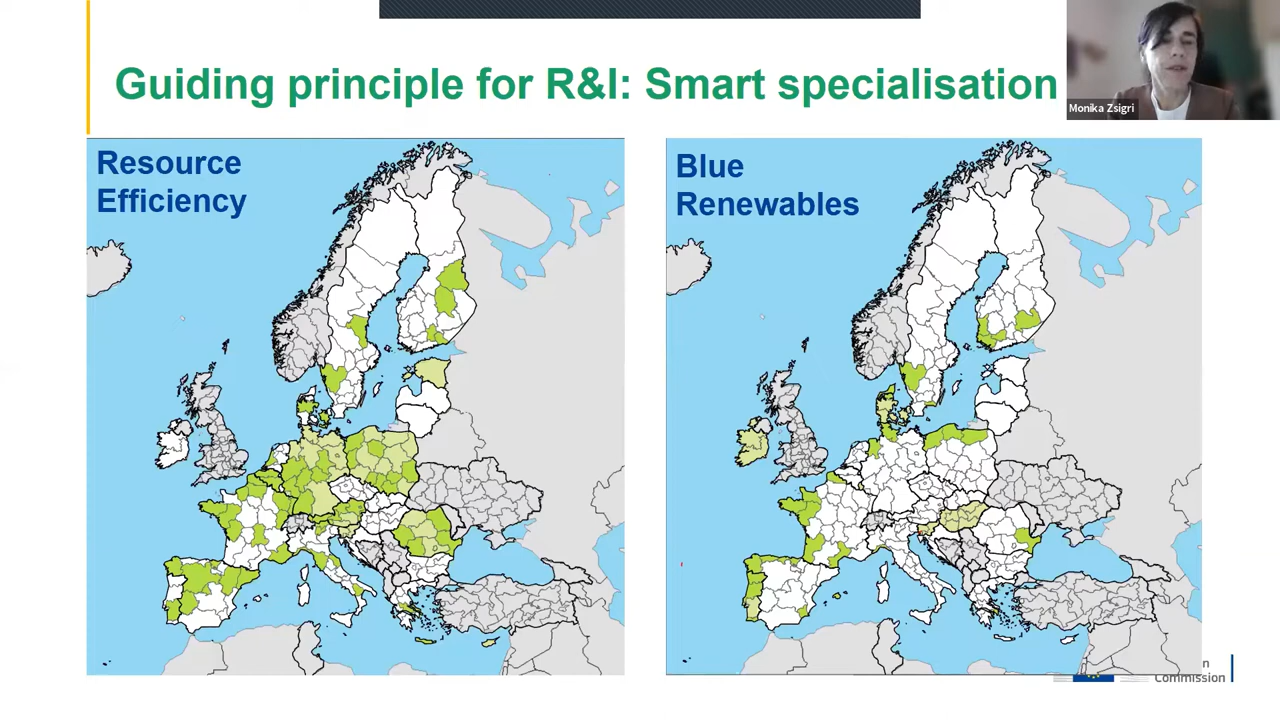 Guiding principle for R&I: Smart specialisation
Monika Zsigri
Resource
Efficiency
Blue
Renewables
n
Commission